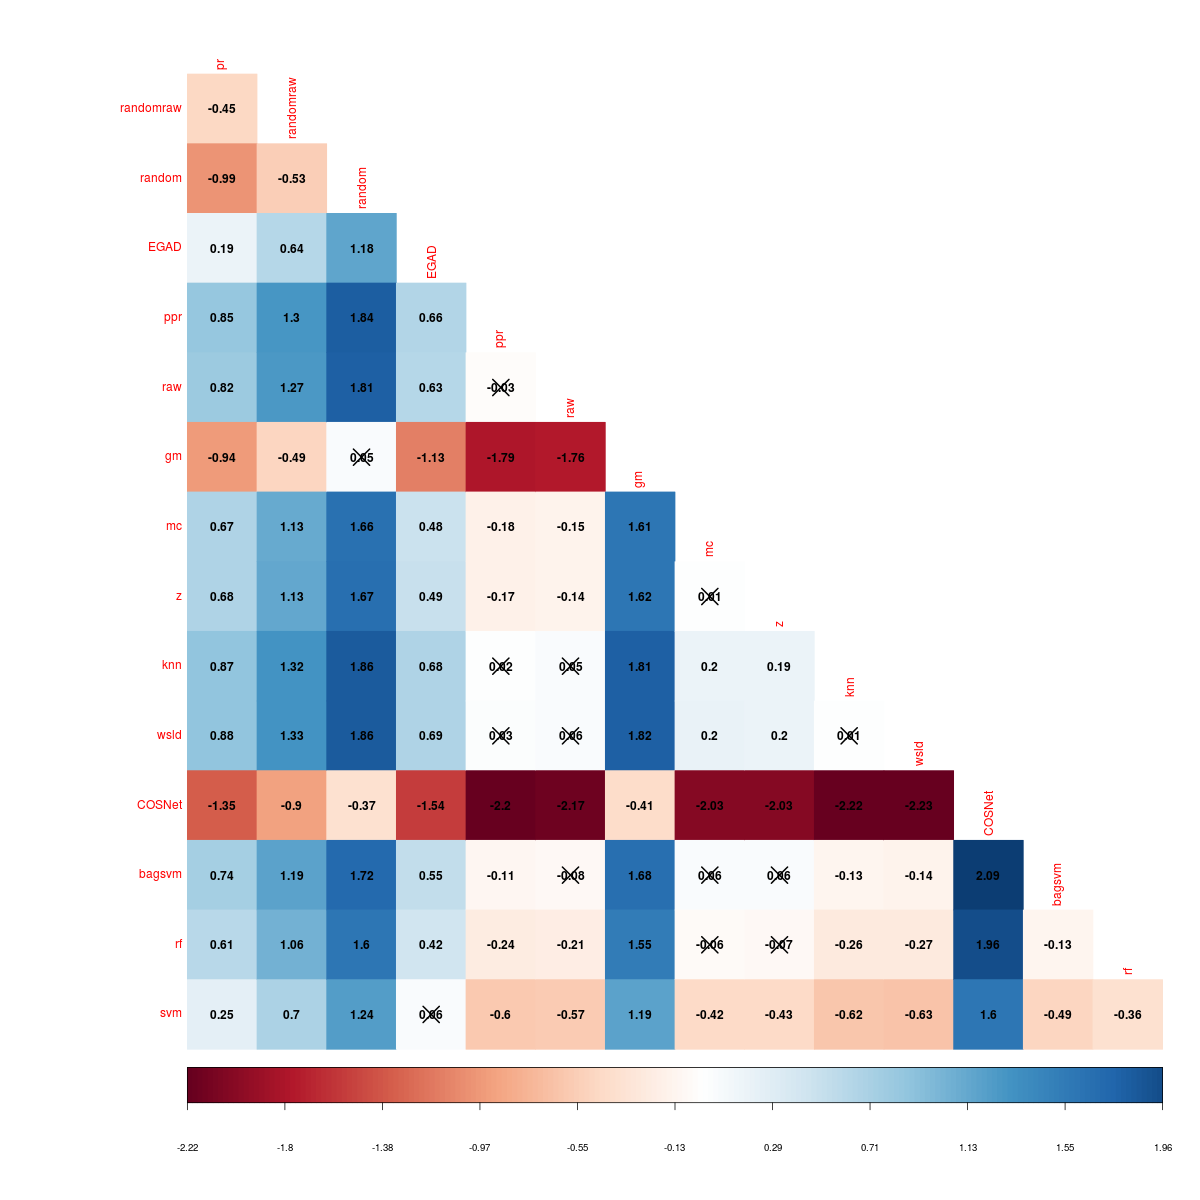 pr
randomraw -0.45 randomraw
random -0.99 -0.53 random
EGAD 0.19 0.64 1.18 EGAD
ppr 0.85 1.3 1.84 0.66 ppr
raw 0.82 1.27 1.81 0.63 -0.03 raw
gm -0.94 -0.49 0.05 -1.13 -1.79 -1.76 gm
mc 0.67 1.13 1.66 0.48 -0.18 -0.15 1.61 mc
z 0.68 1.13 1.67 0.49 -0.17 -0.14 1.62 0.01 z
knn 0.87 1.32 1.86 0.68 0.02 0.05 1.81 0.2 0.19 knn
wsld 0.88 1.33 1.86 0.69 0.03 0.06 1.82 0.2 0.2 0.01 wsld
COSNet -1.35 -0.9 -0.37 -1.54 -2.2 -2.17 -0.41 -2.03 -2.03 -2.22 -2.23 COSNet
bagsvm 0.74 1.19 1.72 0.55 -0.11 -0.08 1.68 0.06 0.06 -0.13 -0.14 2.09 bagsvm
rf 0.61 1.06 1.6 0.42 -0.24 -0.21 1.55 -0.06 -0.07 -0.26 -0.27 1.96 -0.13 rf
svm 0.25 0.7 1.24 0.06 -0.6 -0.57 1.19 -0.42 -0.43 -0.62 -0.63 1.6 -0.49 -0.36
-2.22 -1.8 -1.38 -0.97 -0.55 -0.13 0.29 0.71 1.13 1.55 1.96